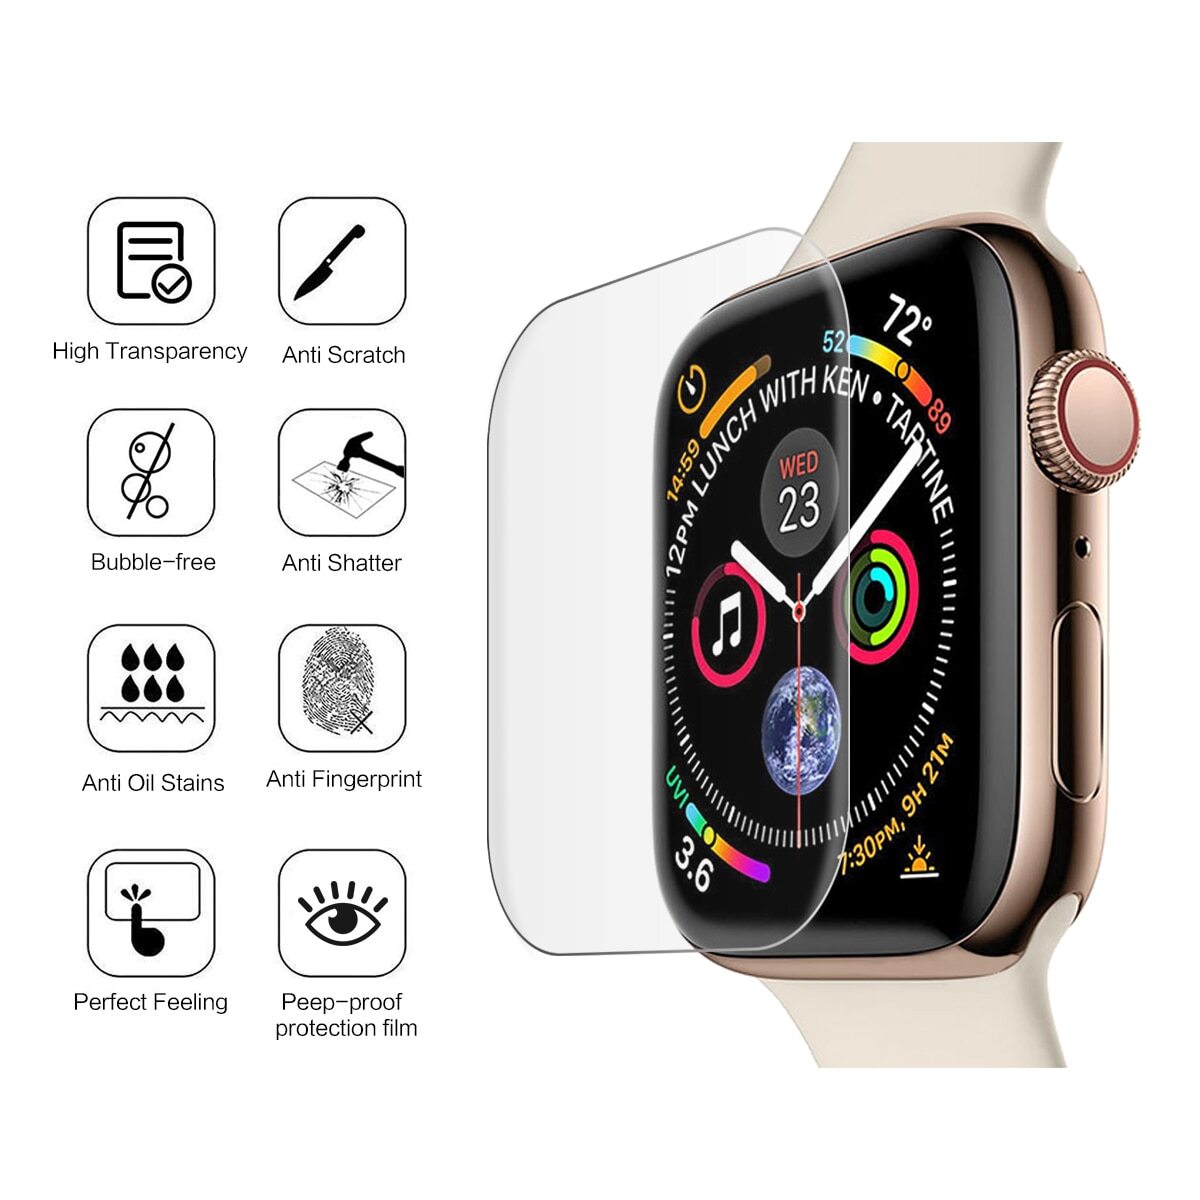 High Transparency
Anti Scratch
Bubble-free
Anti Shatter
Anti Oil Stains
Anti Fingerprint
Perfect Feeling
Peep-proof
protection film
72°
52
89
14:59
12PM LUNCH WITH KEN • TARTINE
WED
23
UVI
3.6
7:30PM, 9H 21M